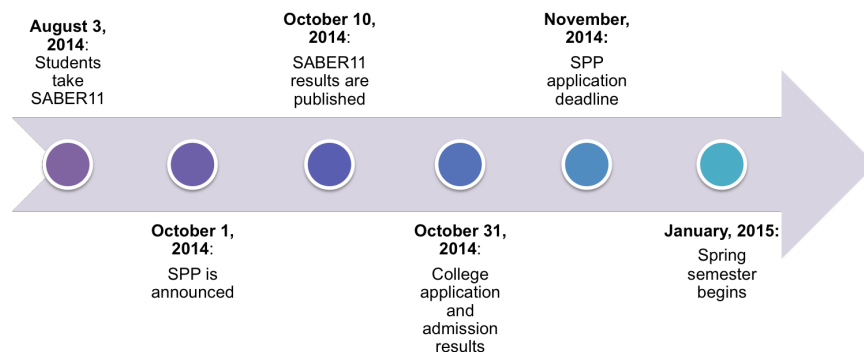 August 3,
2014:
Students
take
SABER11
October 1,
2014:
SPP is
announced
October 10,
2014:
SABER11
results are
published
October 31,
2014:
College
application
and
admission
results
November,
2014:
SPP
application
deadline
January, 2015:
Spring
semester
begins